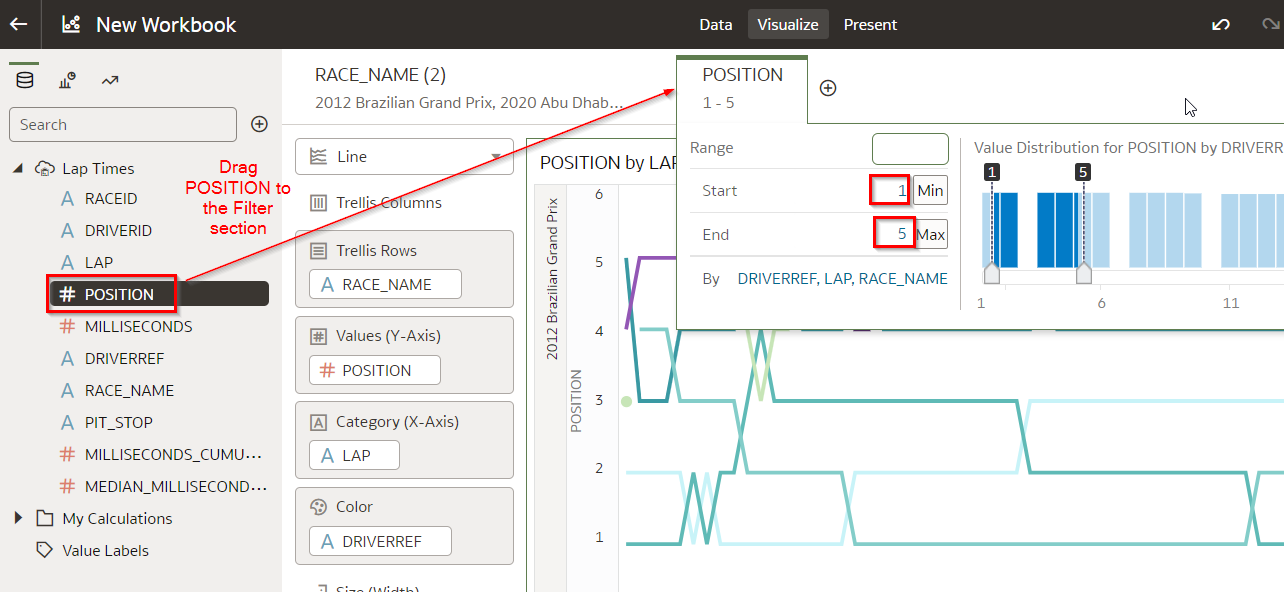 New Workbook
Data
Visualize
Present
RACE_NAME (2)
2012 Brazilian Grand Prix, 2020 Abu Dhab...
POSITION
1 - 5
Search
Lap Times
RACEID
DRIVERID
LAP
POSITION
MILLISECONDS
DRIVERREF
RACE_NAME
PIT_STOP
MILLISECONDS_CUMU...
MEDIAN_MILLISECOND...
My Calculations
Value Labels
Drag
POSITION to
the Filter
section
Line
Trellis Columns
Trellis Rows
RACE_NAME
Values (Y-Axis)
POSITION
Category (X-Axis)
LAP
Color
DRIVERREF
Size (Width)
POSITION by LAP
2012 Brazilian Grand Prix
POSITION
6
5
4
3
2
1
Range
Start
1
Min
End
5
Max
By
DRIVERREF, LAP, RACE_NAME
Value Distribution for POSITION by DRIVERR
1
5
1
6
11